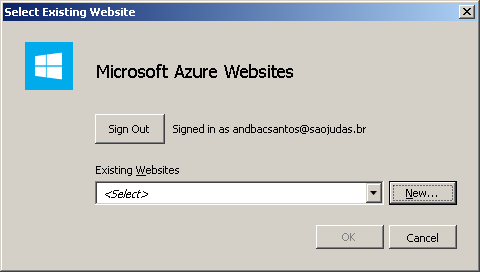 Select Existing Website
Microsoft Azure Websites
Sign Out Signed in as andbacsantos@saojudas.br
Existing Websites
<Select> New...
OK Cancel